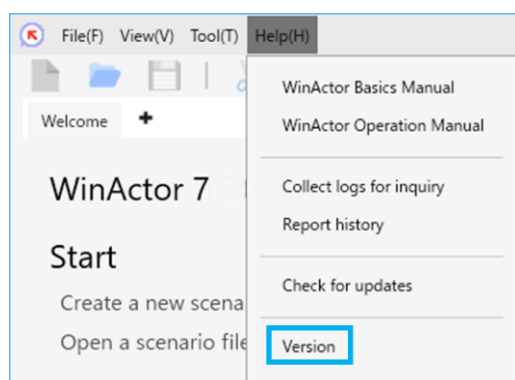 File(F) View(V) Tool(T) Help(H)
WinActor Basics Manual
WinActor Operation Manual
Collect logs for inquiry
Report history
Check for updates
Version
Welcome +
WinActor 7
Start
Create a new scena
Open a scenario file